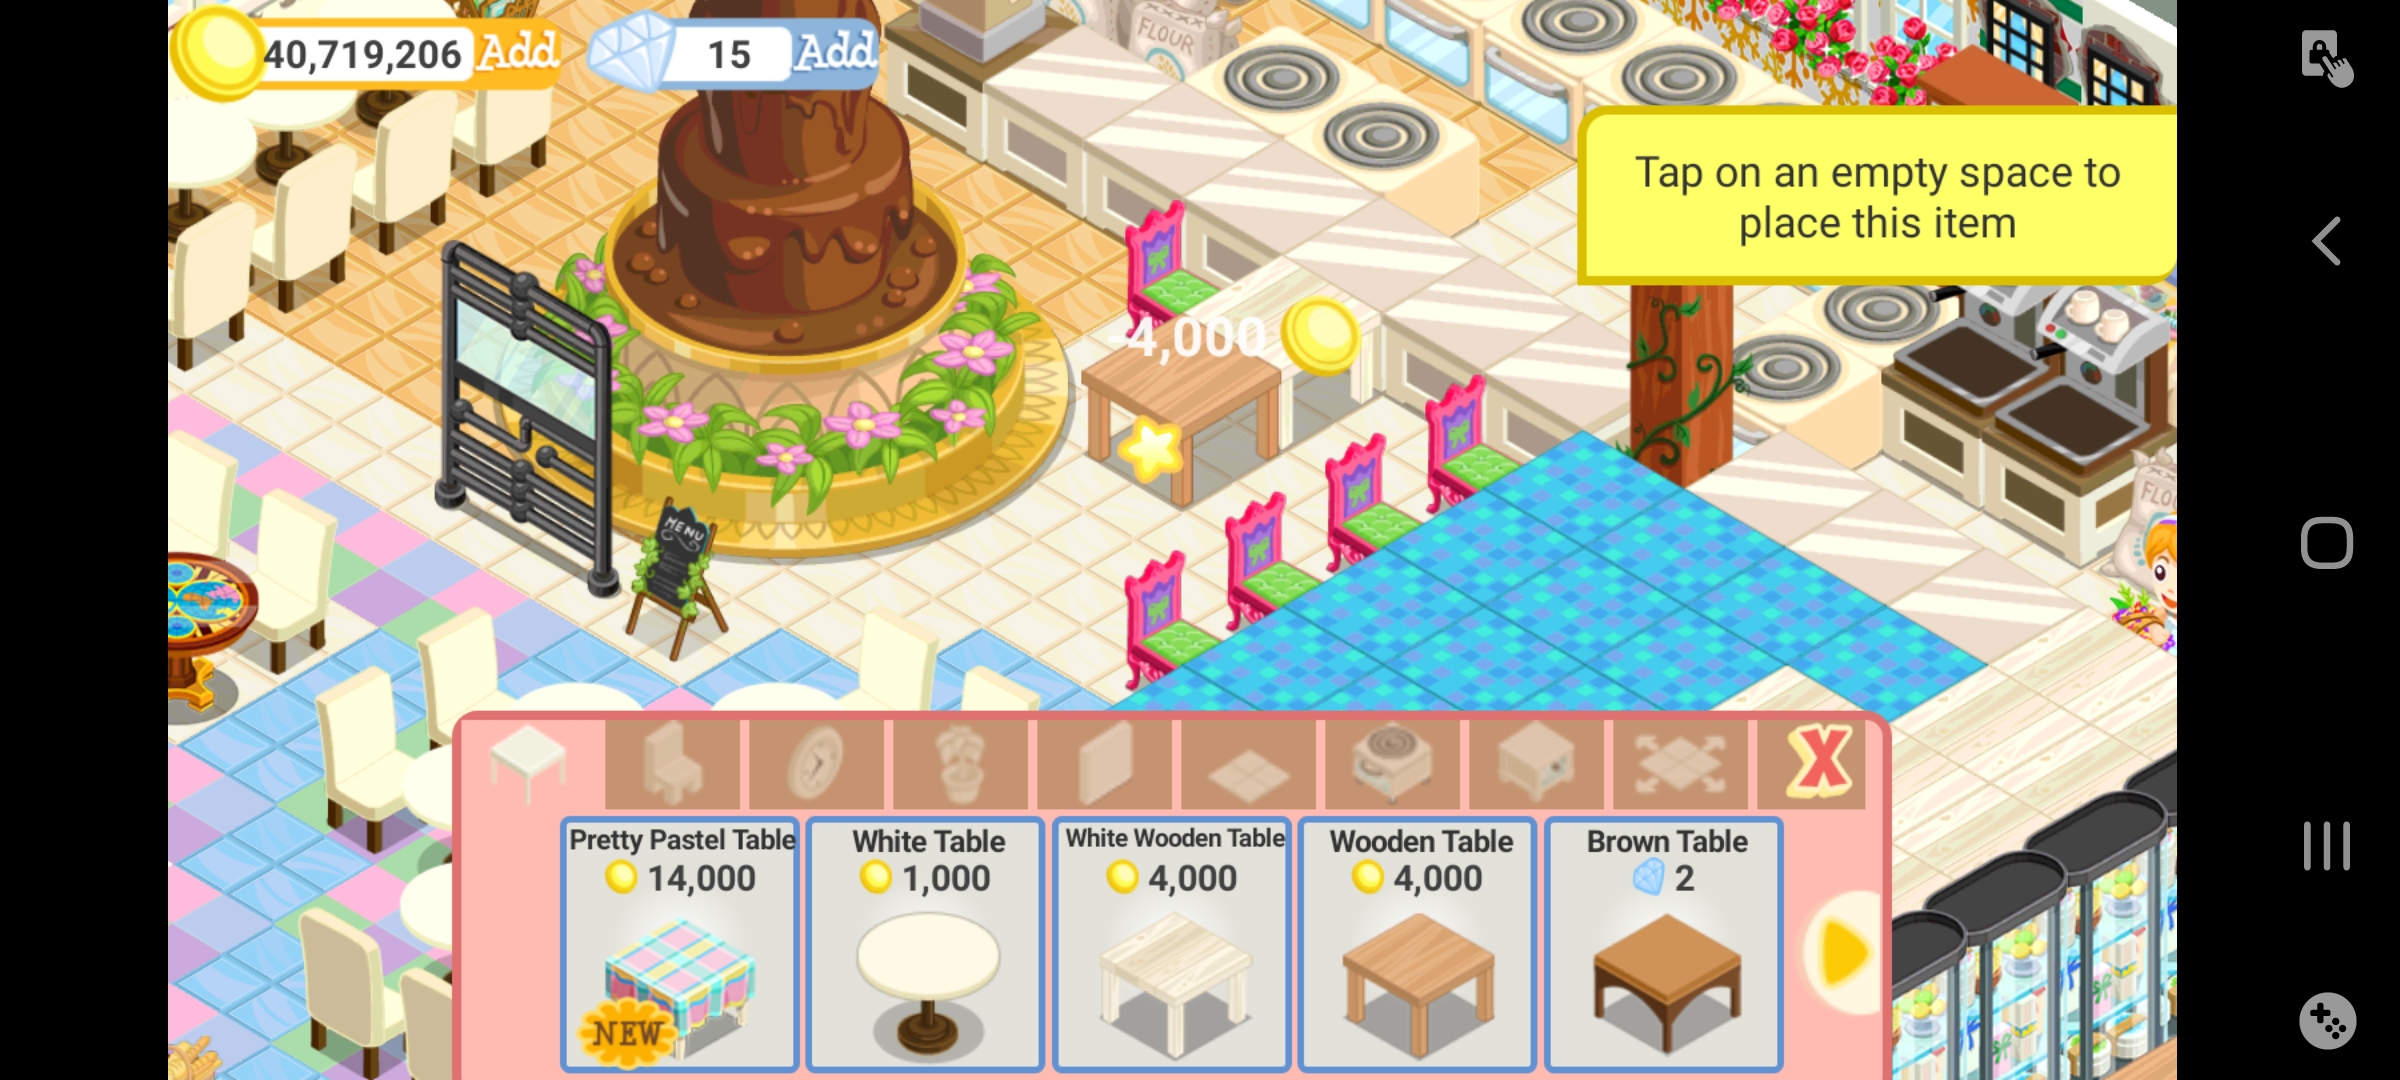 40,719,206 Add 15 Add
FLOUR
Tap on an empty space to
place this item
-4,000
MENU
FLO
Pretty Pastel Table
14,000
NEW
White Table
1,000
White Wooden Table
4,000
Wooden Table
4,000
Brown Table
2
X